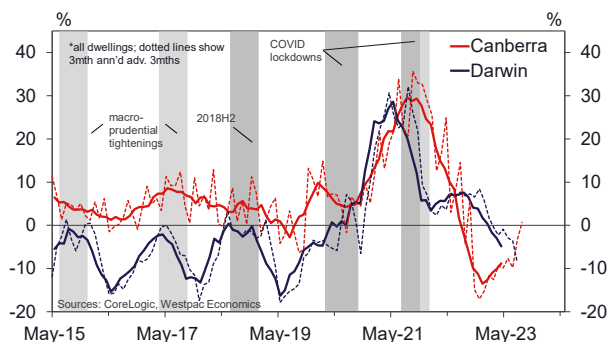 % %
45 45
40 40
30 30
20 20
10 10
0 0
-10 -10
-20 -20
*all dwellings; dotted lines show
3mth ann'd adv. 3mths
COVID
lockdowns
Canberra
Darwin
macro-
prudential
tightenings
2018H2
Sources: CoreLogic, Westpac Economics
May-15 May-17 May-19 May-21 May-23